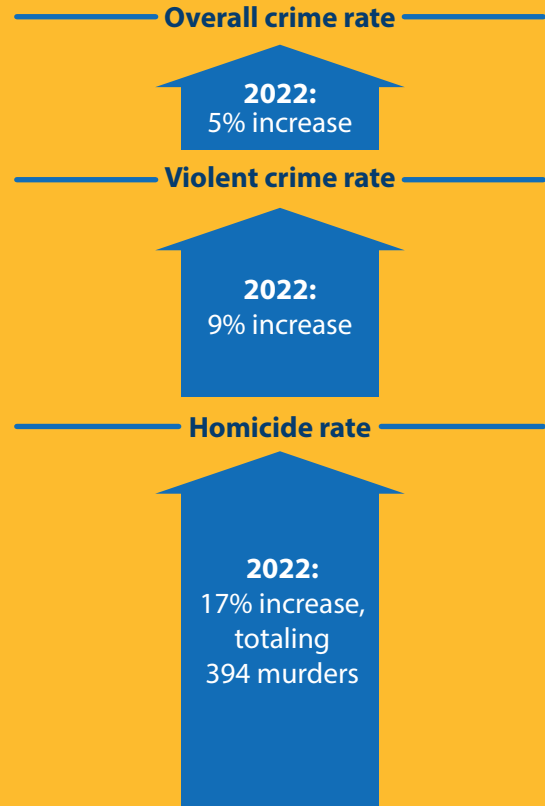 Overall crime rate
2022:
5% increase
Violent crime rate
2022:
9% increase
Homicide rate
2022:
17% increase,
totaling
394 murders